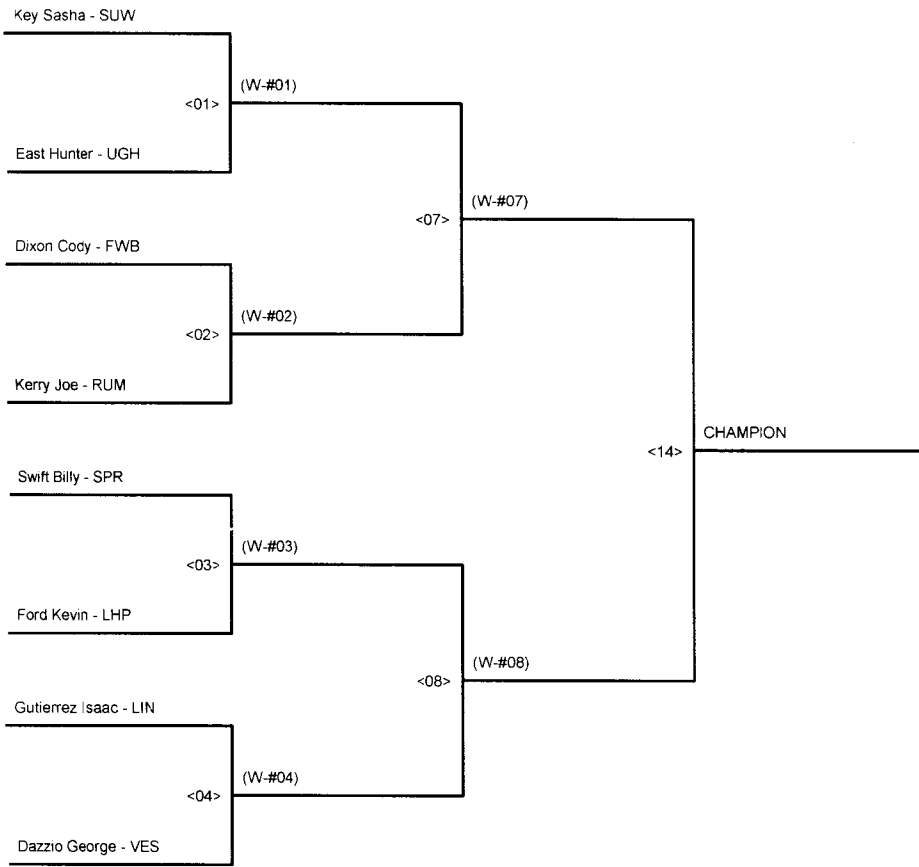 Key Sasha - SUW
(W-#01)
<01>
East Hunter - UGH
(W-#07)
<07>
Dixon Cody - FWB
(W-#02)
<02>
Kerry Joe - RUM
CHAMPION
<14>
Swift Billy - SPR
(W-#03)
<03>
Ford Kevin - LHP
(W-#08)
<08>
Gutierrez Isaac - LIN
(W-#04)
<04>
Dazzio George - VES